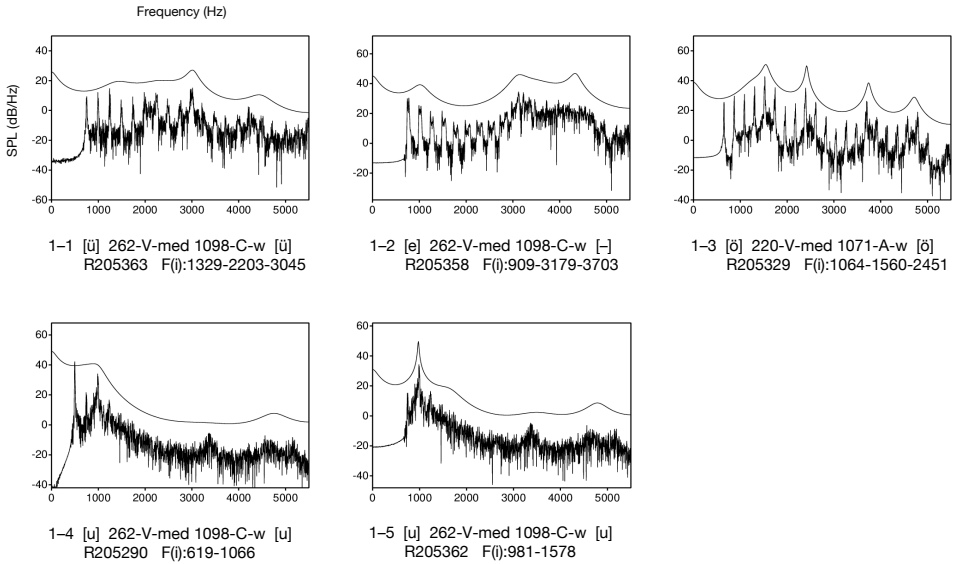 Frequency (Hz)
SPL (dB/Hz)
40
20
0
-20
-40
-60
0 1000 2000 3000 4000 5000
1–1 [ü] 262-V-med 1098-C-w [ü]
R205363 F(i):1329-2203-3045
60
40
20
0
-20
0 1000 2000 3000 4000 5000
1–2 [e] 262-V-med 1098-C-w [–]
R205358 F(i):909-3179-3703
60
40
20
0
-20
-40
0 1000 2000 3000 4000 5000
1–3 [ö] 220-V-med 1071-A-w [ö]
R205329 F(i):1064-1560-2451
60
40
20
0
-20
-40
0 1000 2000 3000 4000 5000
1–4 [u] 262-V-med 1098-C-w [u]
R205290 F(i):619-1066
60
40
20
0
-20
-40
0 1000 2000 3000 4000 5000
1–5 [u] 262-V-med 1098-C-w [u]
R205362 F(i):981-1578